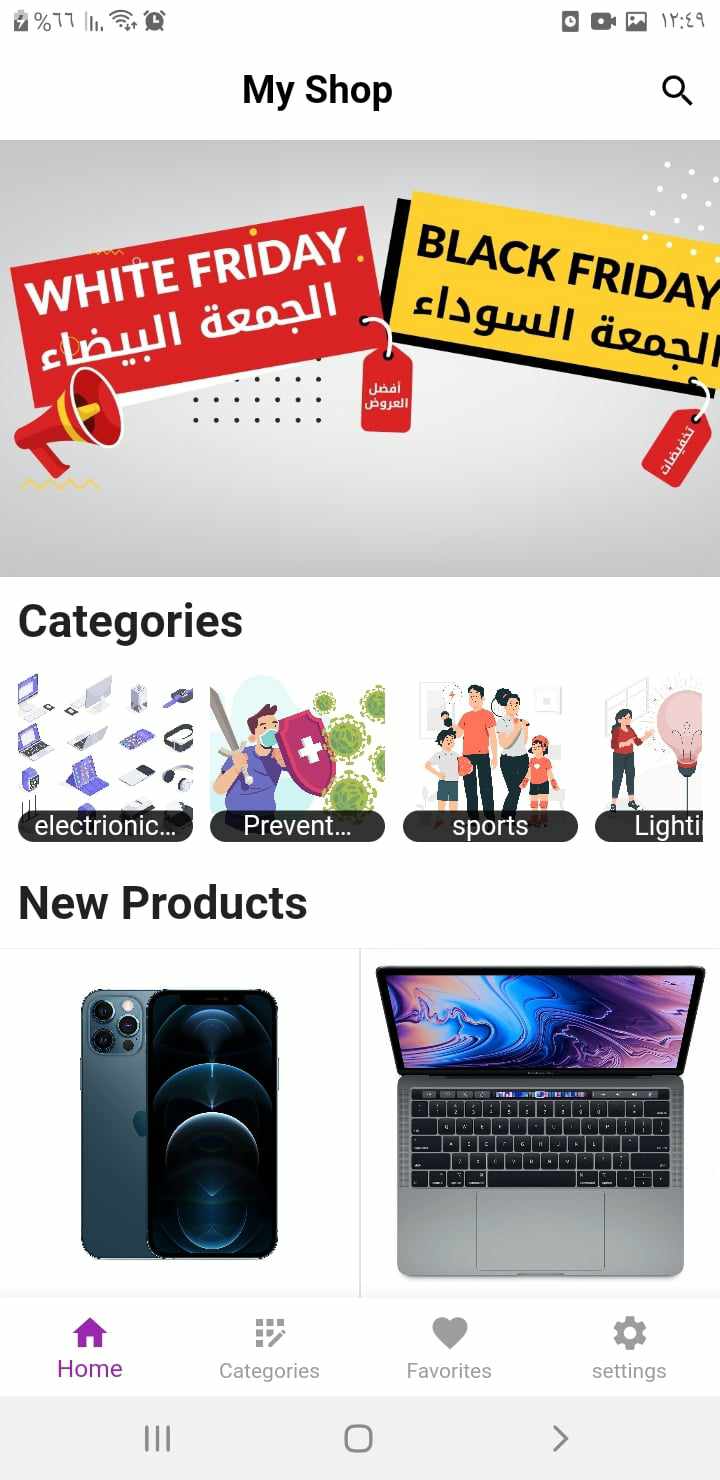 %٦٦
١٢:٤٩
My Shop
WHITE FRIDAY
الجمعة البيضاء
BLACK FRIDAY
الجمعة السوداء
أفضل
العروض
تخفيضات
Categories
electrionic...
Prevent...
sports
Lighti
New Products
Home
Categories
Favorites
settings